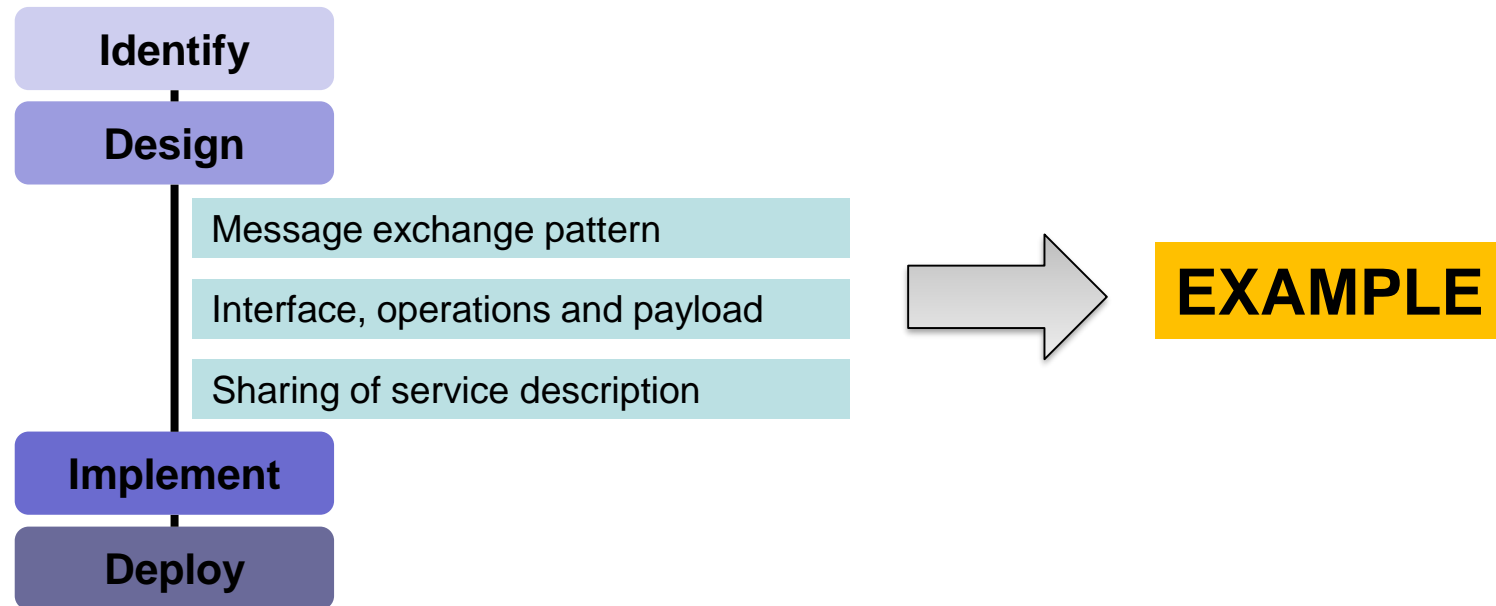 Identify
Design
Message exchange pattern
Interface, operations and payload
Sharing of service description
EXAMPLE
Implement
Deploy